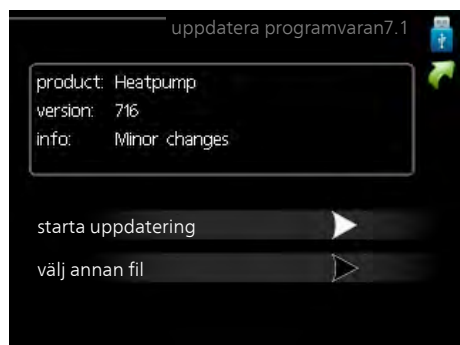 uppdatera programvaran7.1
product: Heatpump
version: 716
info: Minor changes
starta uppdatering
välj annan fil